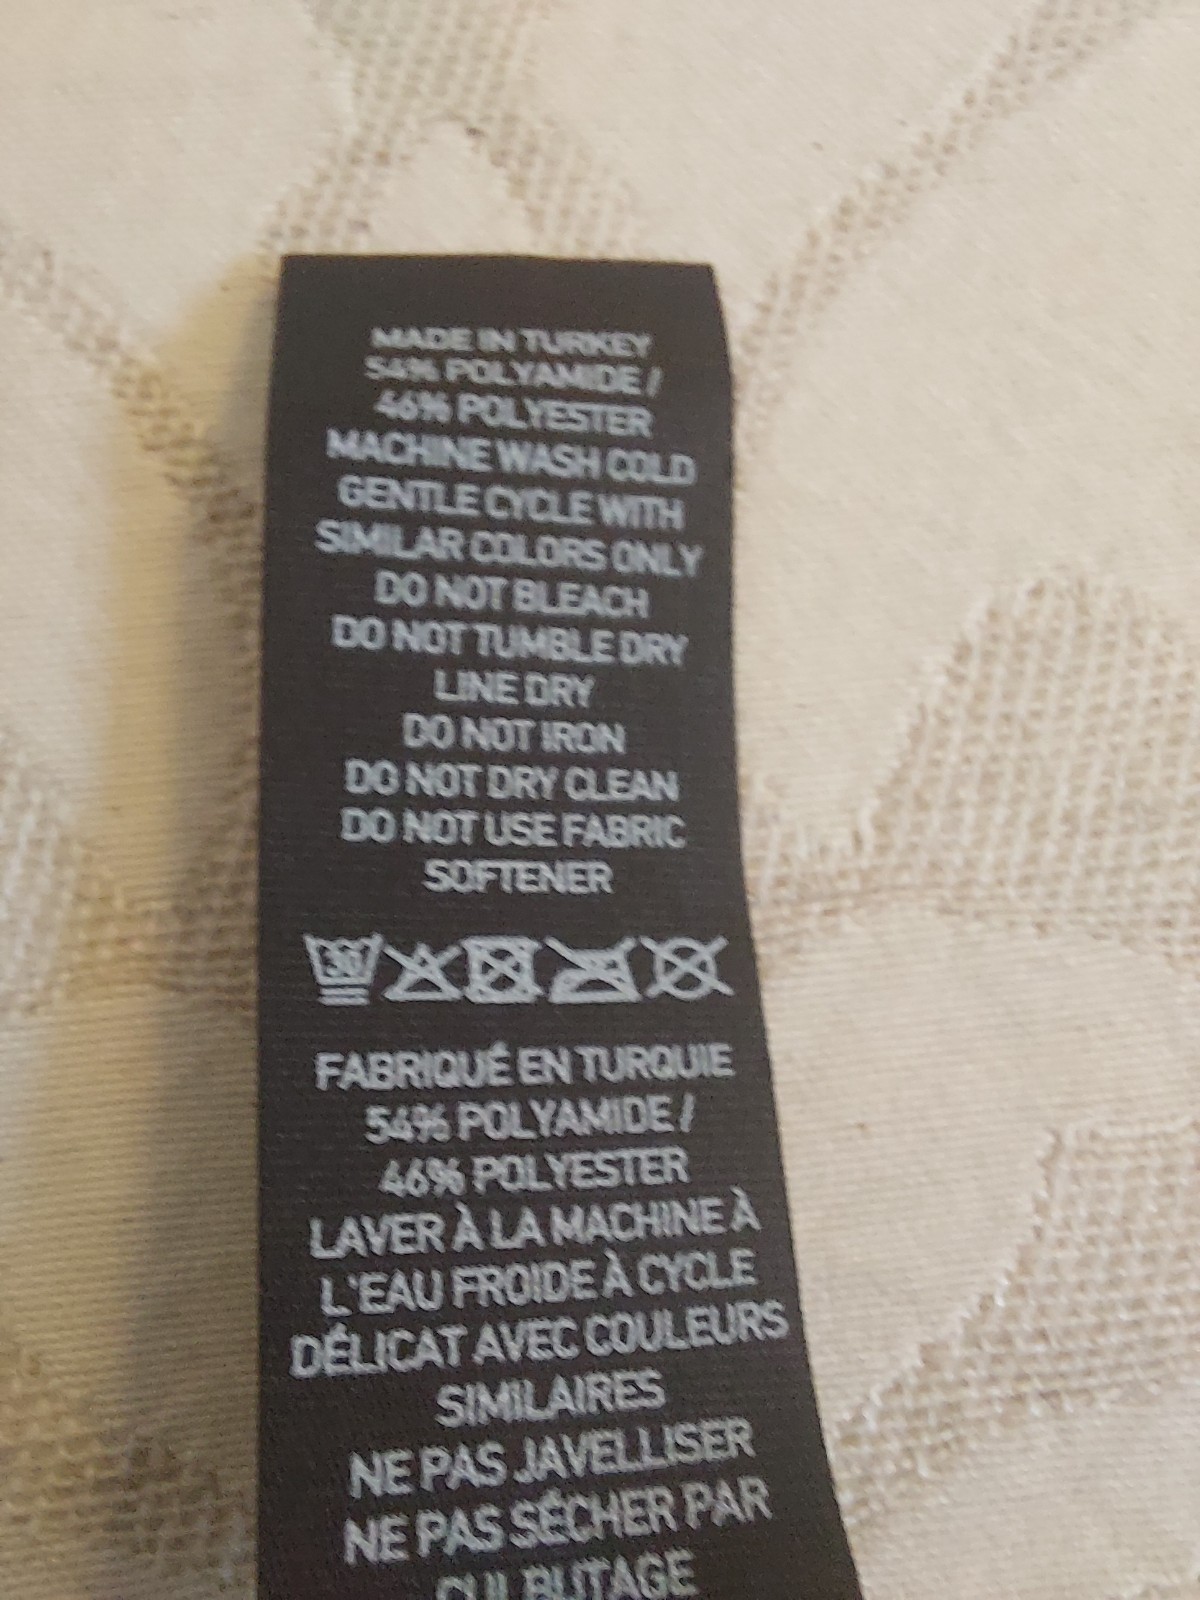 MADE IN TURKEY
54% POLYAMIDE /
46% POLYESTER
MACHINE WASH COLD
GENTLE CYCLE WITH
SIMILAR COLORS ONLY
DO NOT BLEACH
DO NOT TUMBLE DRY
LINE DRY
DO NOT IRON
DO NOT DRY CLEAN
DO NOT USE FABRIC
SOFTENER
30
FABRIQUÉ EN TURQUIE
54% POLYAMIDE /
46% POLYESTER
LAVER À LA MACHINE À
L'EAU FROIDE À CYCLE
DÉLICAT AVEC COULEURS
SIMILAIRES
NE PAS JAVELLISER
NE PAS SÉCHER PAR
CULBUTAGE